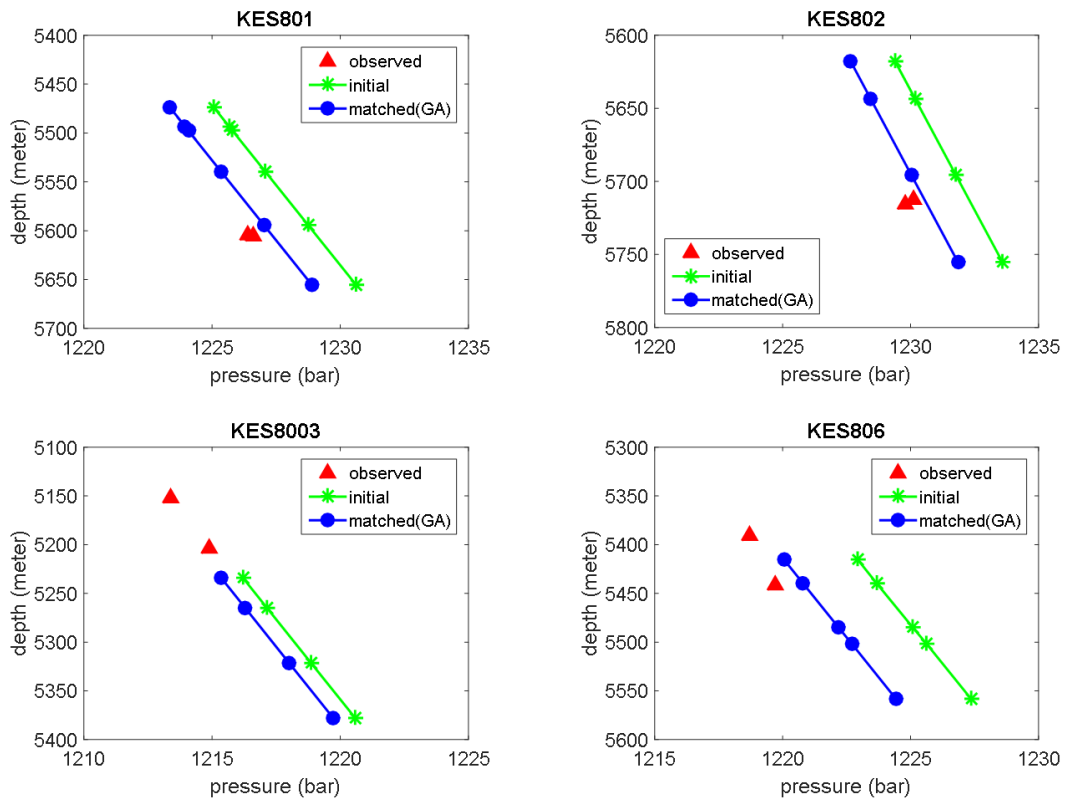 KES801
5400
5450
5500
5550
5600
5650
5700
depth (meter)
observed
initial
matched(GA)
1220 1225 1230 1235
pressure (bar)
KES802
5600
5650
5700
5750
5800
depth (meter)
observed
initial
matched(GA)
1220 1225 1230 1235
pressure (bar)
KES8003
5100
5150
5200
5250
5300
5350
5400
depth (meter)
observed
initial
matched(GA)
1210 1215 1220 1225
pressure (bar)
KES806
5300
5350
5400
5450
5500
5550
5600
depth (meter)
observed
initial
matched(GA)
1215 1220 1225 1230
pressure (bar)